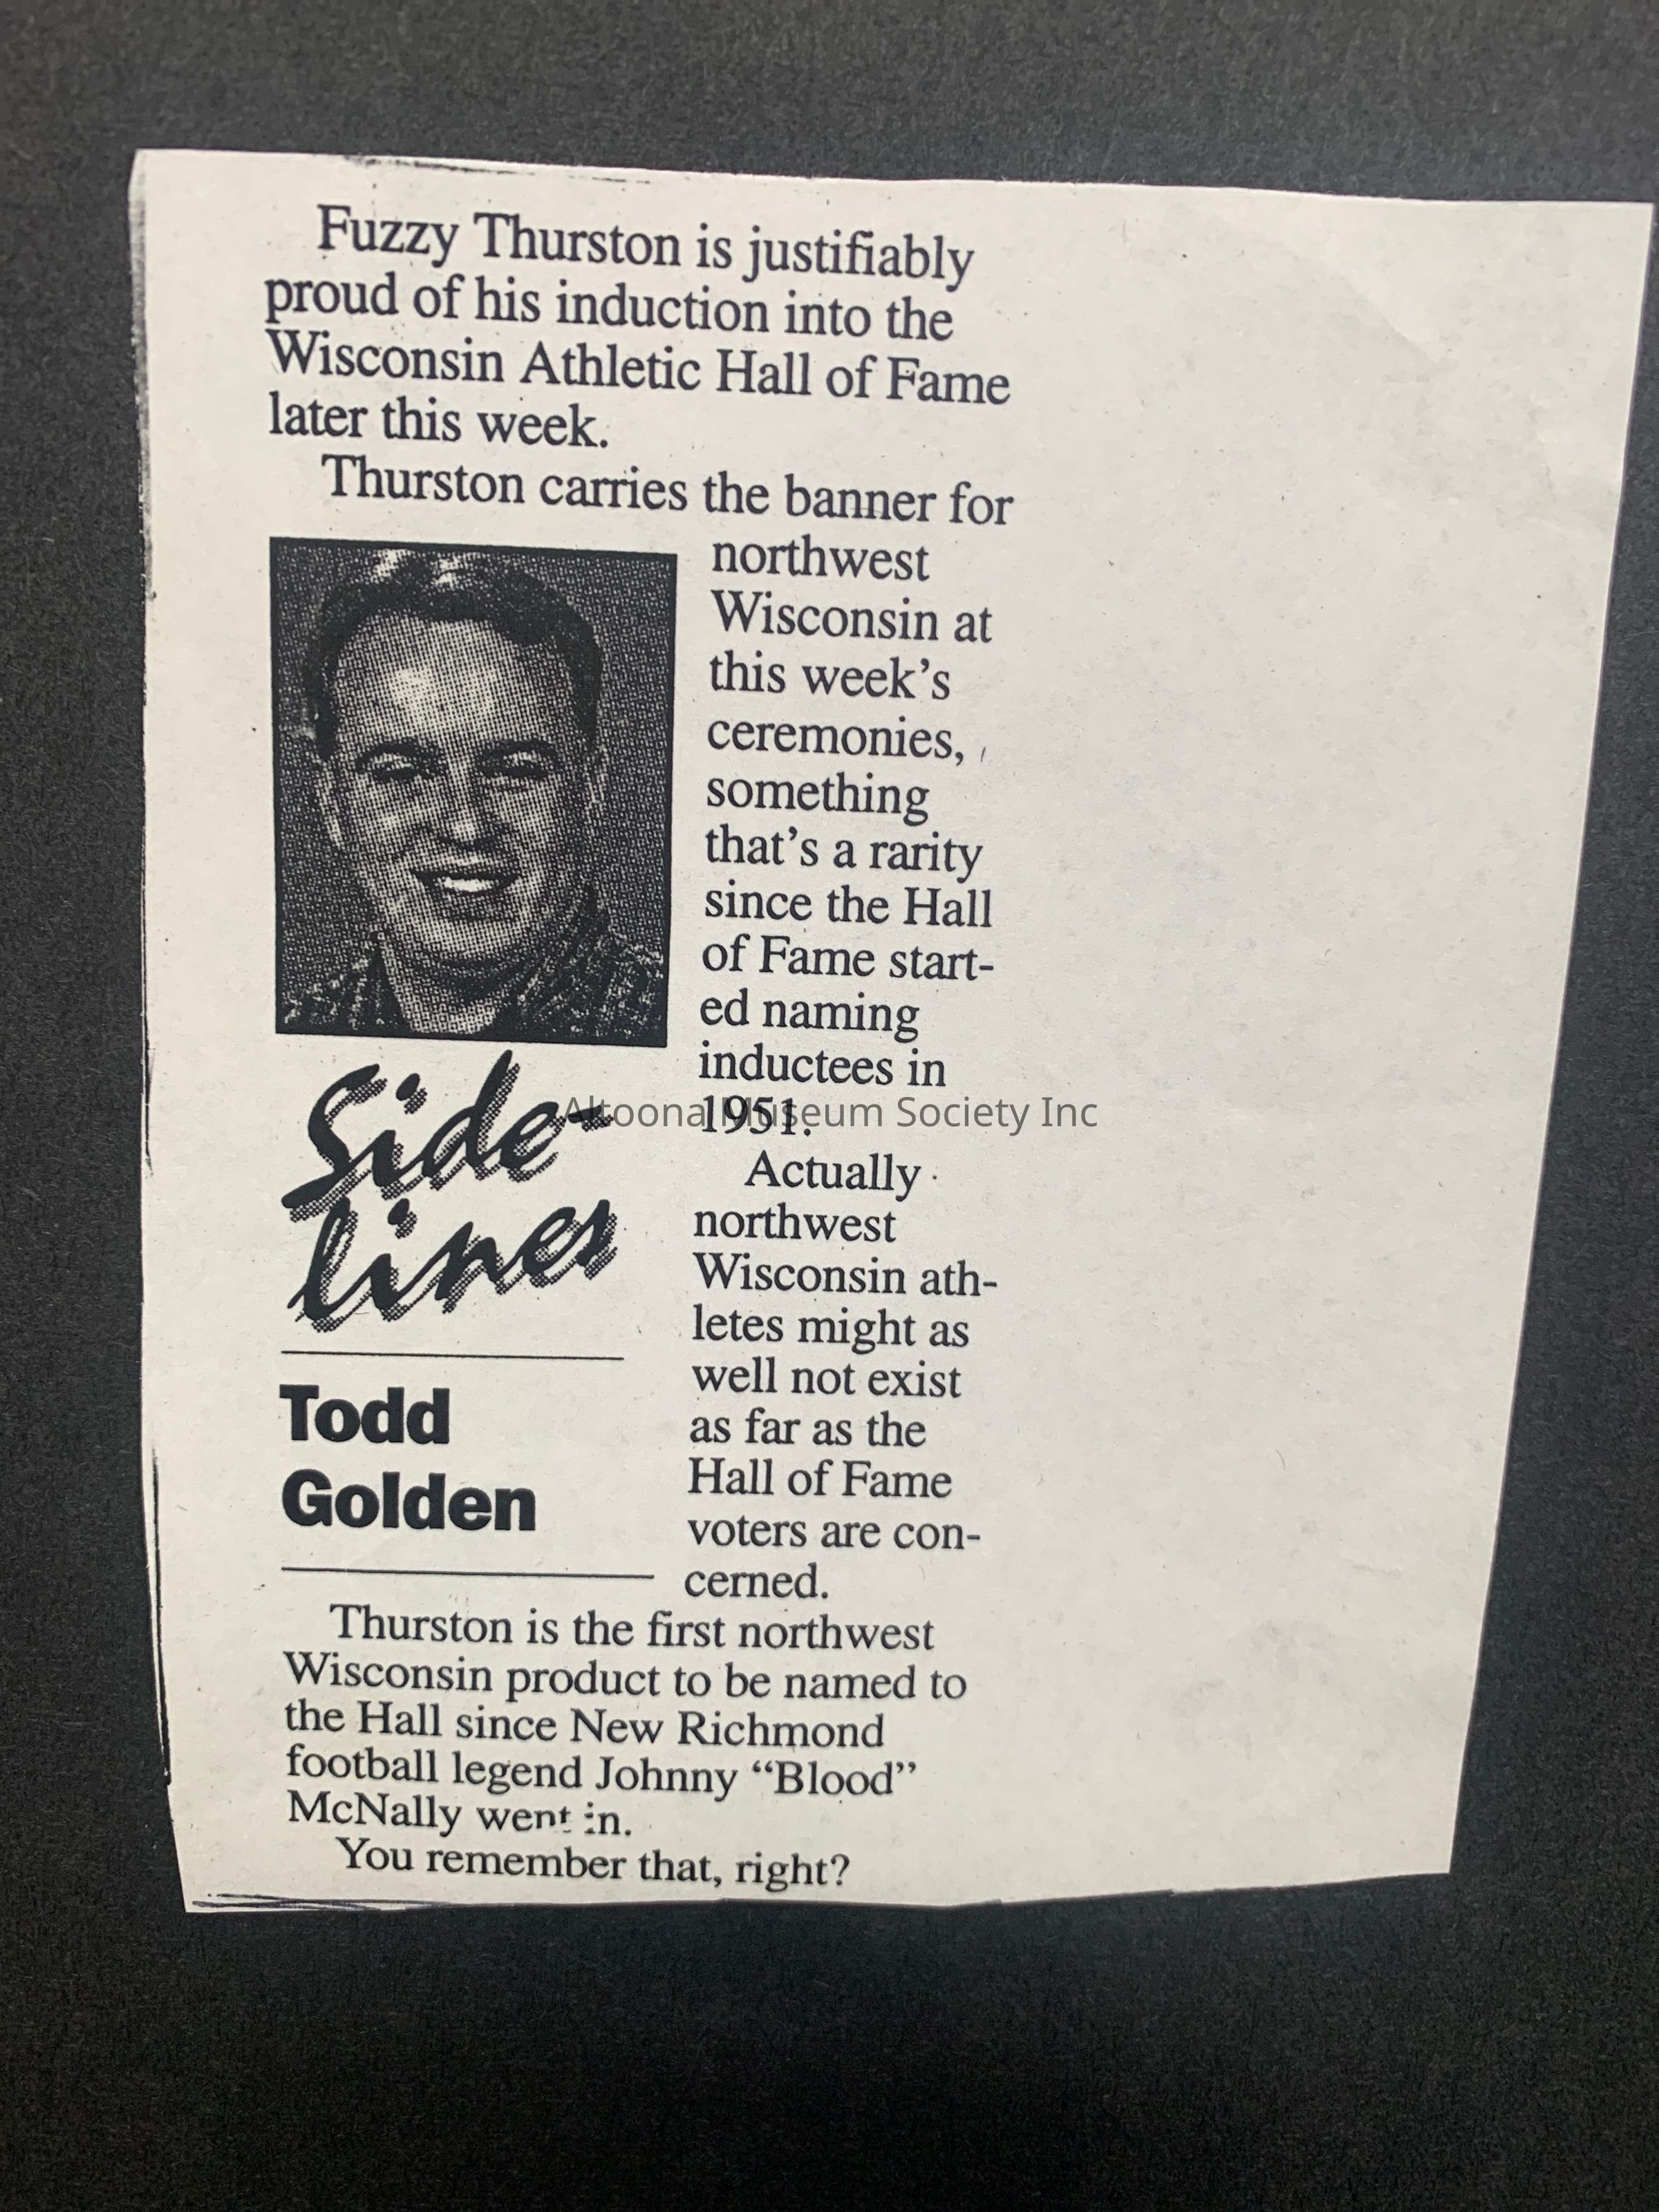 Fuzzy Thurston is justifiably
proud of his induction into the
Wisconsin Athletic Hall of Fame
later this week.
Thurston carries the banner for
northwest
Wisconsin at
this week's
ceremonies,
something
that's a rarity
since the Hall
of Fame start-
ed naming
inductees in
1951.
Actually
northwest
Wisconsin ath-
letes might as
well not exist
as far as the
Hall of Fame
voters are con-
cerned.
Side-
lines
Todd
Golden
Thurston is the first northwest
Wisconsin product to be named to
the Hall since New Richmond
football legend Johnny “Blood”
McNally went in.
You remember that, right?
Altoona Museum Society Inc